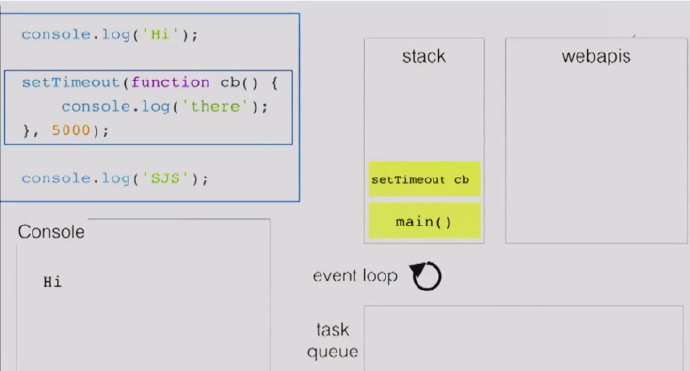 console.log('Hi');
setTimeout(function cb() {
    console.log('there');
}, 5000);
console.log('SJS');
Console
Hi
stack
setTimeout cb
main()
webapis
event loop
task
queue